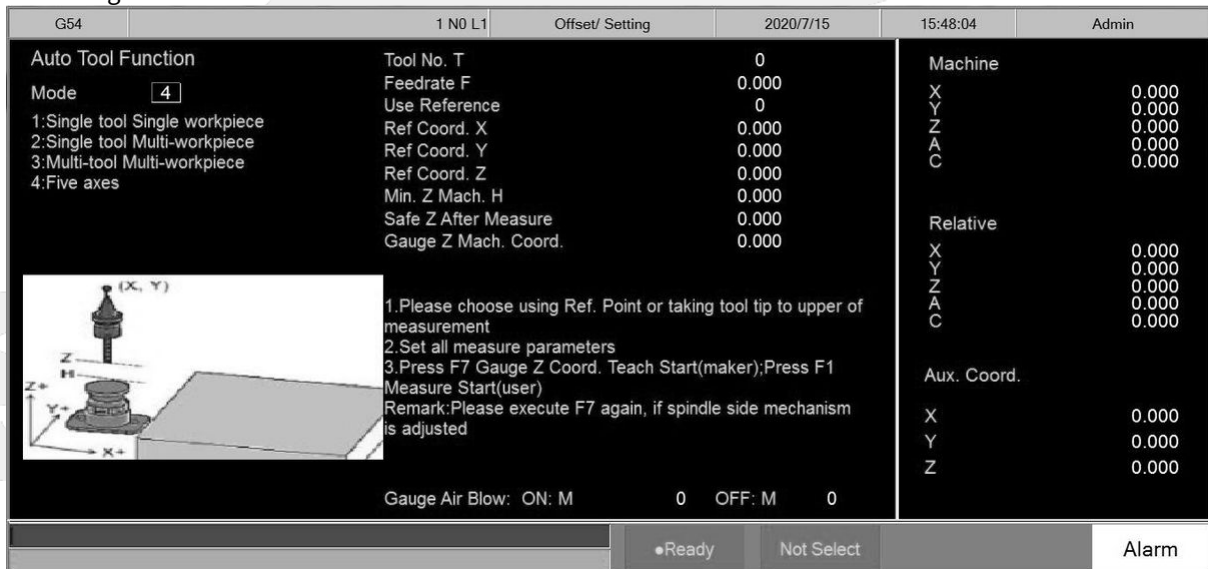 G54 1 N0 L1 Offset/ Setting 2020/7/15 15:48:04 Admin
Auto Tool Function
Mode 4
1:Single tool Single workpiece
2:Single tool Multi-workpiece
3:Multi-tool Multi-workpiece
4:Five axes
(X, Y)
Z
H
Z+
Y+
X+
Tool No. T 0
Feedrate F 0.000
Use Reference 0
Ref Coord. X 0.000
Ref Coord. Y 0.000
Ref Coord. Z 0.000
Min. Z Mach. H 0.000
Safe Z After Measure 0.000
Gauge Z Mach. Coord. 0.000
1.Please choose using Ref. Point or taking tool tip to upper of
measurement
2.Set all measure parameters
3.Press F7 Gauge Z Coord. Teach Start(maker);Press F1
Measure Start(user)
Remark:Please execute F7 again, if spindle side mechanism
is adjusted
Gauge Air Blow: ON: M 0 OFF: M 0
Machine
X 0.000
Y 0.000
Z 0.000
A 0.000
C 0.000
Relative
X 0.000
Y 0.000
Z 0.000
A 0.000
C 0.000
Aux. Coord.
X 0.000
Y 0.000
Z 0.000
●Ready Not Select Alarm